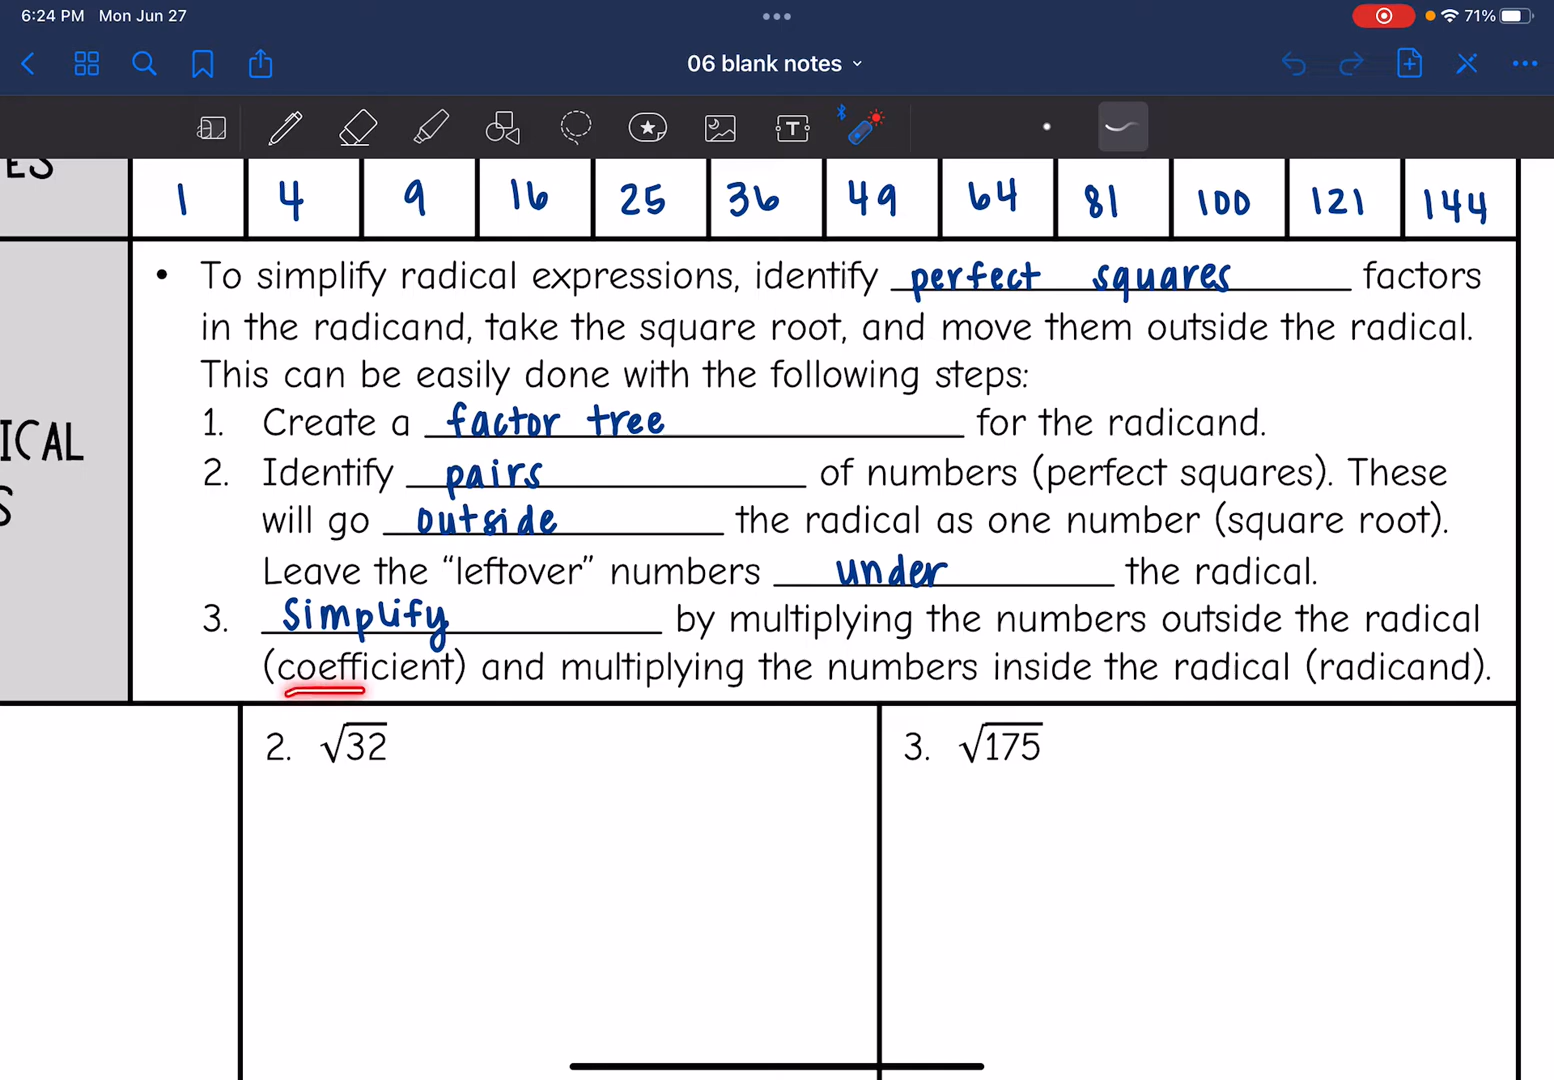 6:24 PM Mon Jun 27
71%
06 blank notes
T
ES
1 4 9 16 25 36 49 64 81 100 121 144
• To simplify radical expressions, identify perfect squares factors
in the radicand, take the square root, and move them outside the radical.
This can be easily done with the following steps:
1. Create a factor tree for the radicand.
ICAL
2. Identify pairs of numbers (perfect squares). These
S
will go outside the radical as one number (square root).
Leave the “leftover” numbers under the radical.
3. Simplify by multiplying the numbers outside the radical
(coefficient) and multiplying the numbers inside the radical (radicand).
2. √32
3. √175